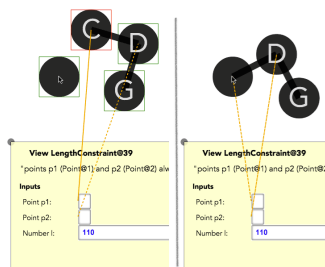 C
D
G
View LengthConstraint@39
"points p1 (Point@1) and p2 (Point@2) alw
Inputs
Point p1:
Point p2:
Number l: 110
D
G
View LengthConstraint@39
"points p1 (Point@1) and p2 (Point@2
Inputs
Point p1:
Point p2:
Number l: 110